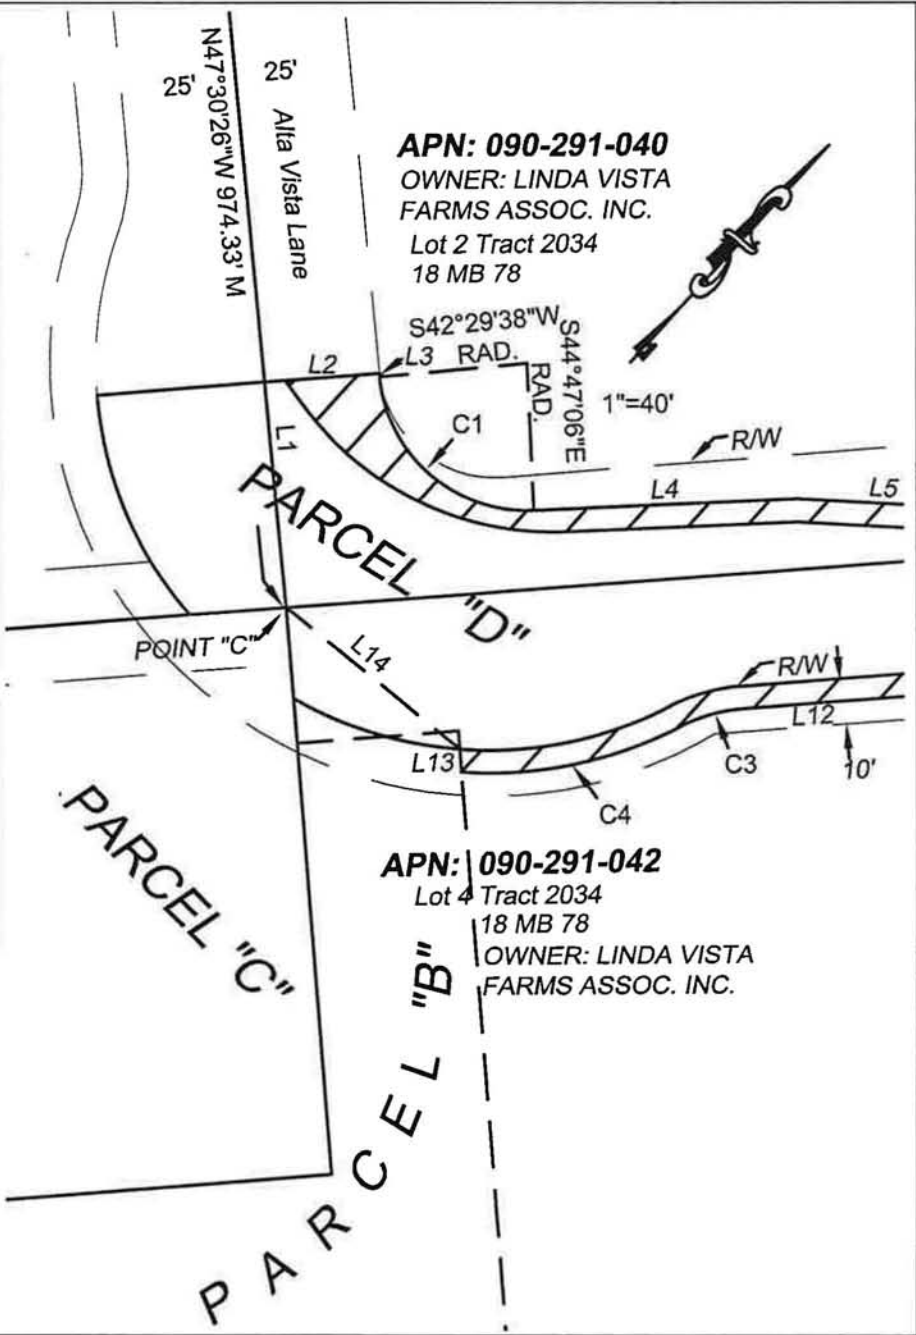 N47°30'26"W 974.33' M
25'
25'
Alta Vista Lane
APN: 090-291-040
OWNER: LINDA VISTA
FARMS ASSOC. INC.
Lot 2 Tract 2034
18 MB 78
S42°29'38"W
L2
L3
RAD.
S44°47'06"E
RAD.
1"=40'
C1
R/W
L1
L4
L5
PARCEL "D"
POINT "C"
L14
R/W
L12
L13
C3
10'
C4
PARCEL "C"
APN: 090-291-042
Lot 4 Tract 2034
18 MB 78
OWNER: LINDA VISTA
FARMS ASSOC. INC.
PARCEL "B"